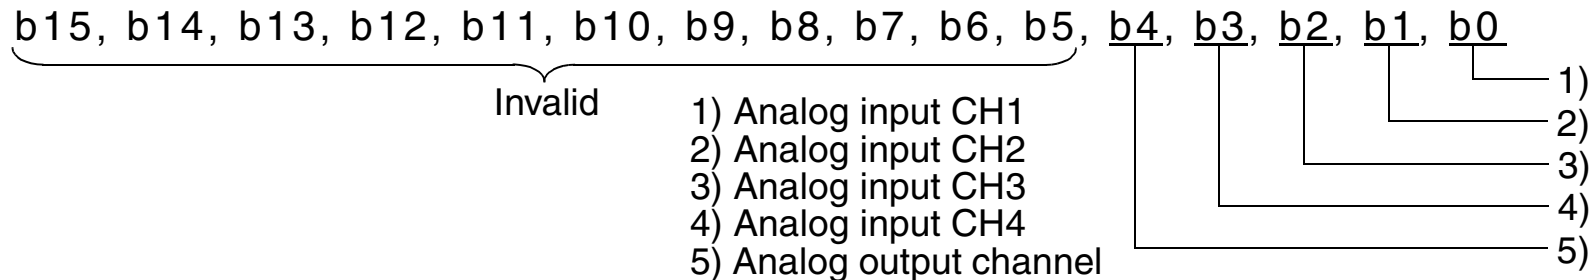 b15, b14, b13, b12, b11, b10, b9, b8, b7, b6, b5, b4, b3, b2, b1, b0
Invalid
1) Analog input CH1
2) Analog input CH2
3) Analog input CH3
4) Analog input CH4
5) Analog output channel
1)
2)
3)
4)
5)